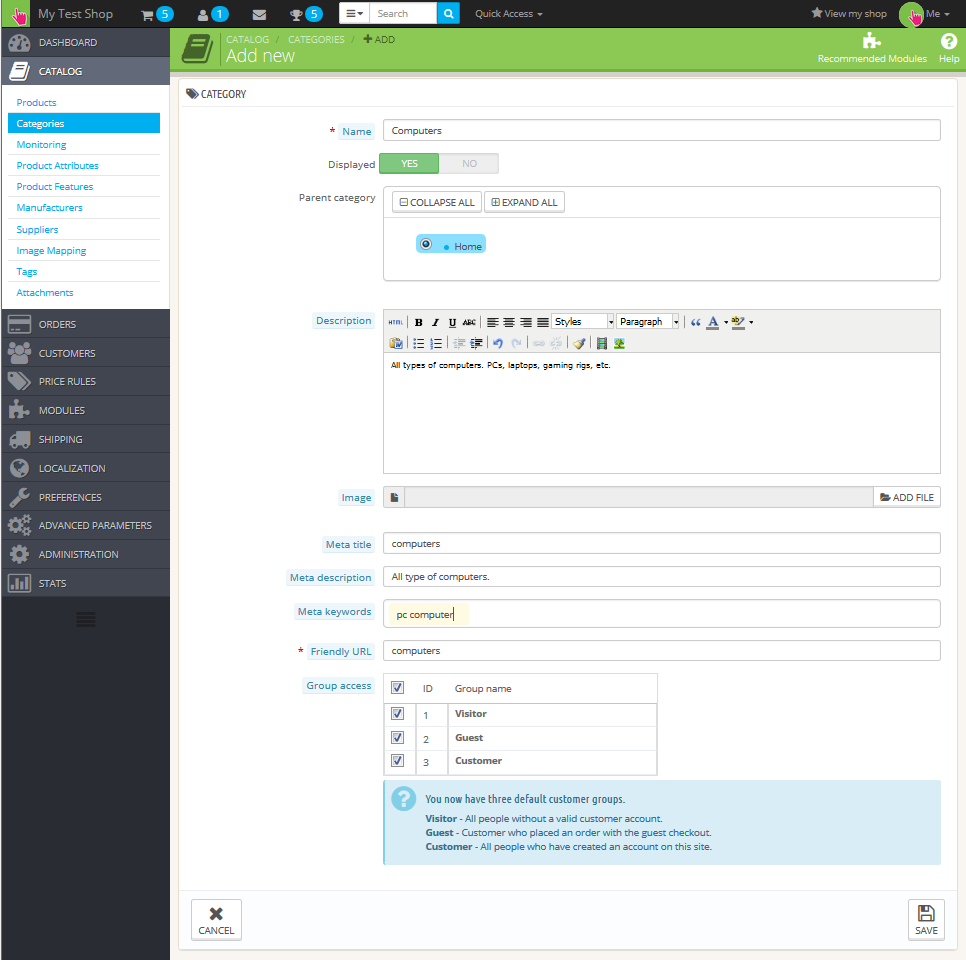 My Test Shop 5 1 5 Search Quick Access View my shop Me
DASHBOARD
CATALOG
Products
Categories
Monitoring
Product Attributes
Product Features
Manufacturers
Suppliers
Image Mapping
Tags
Attachments
ORDERS
CUSTOMERS
PRICE RULES
MODULES
SHIPPING
LOCALIZATION
PREFERENCES
ADVANCED PARAMETERS
ADMINISTRATION
STATS
CATALOG / CATEGORIES / + ADD
Add new
Recommended Modules
? Help
CATEGORY
* Name Computers
Displayed YES NO
Parent category COLLAPSE ALL EXPAND ALL
Home
Description HTML B I U ABC Styles Paragraph “ A ab
All types of computers. PCs, laptops, gaming rigs, etc.
Image ADD FILE
Meta title computers
Meta description All type of computers.
Meta keywords pc computer
* Friendly URL computers
Group access ID Group name
1 Visitor
2 Guest
3 Customer
? You now have three default customer groups.
Visitor - All people without a valid customer account.
Guest - Customer who placed an order with the guest checkout.
Customer - All people who have created an account on this site.
CANCEL SAVE